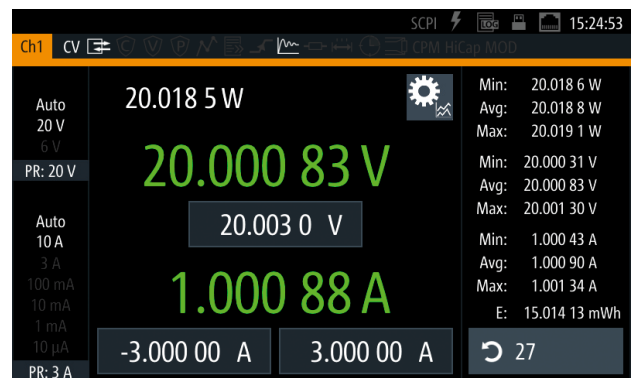 SCPI LOG 15:24:53
Ch1 CV C V P CPM HiCap MOD
Auto
20 V
6 V
PR: 20 V
Auto
10 A
3 A
100 mA
10 mA
1 mA
10 µA
PR: 3 A
20.018 5 W
20.000 83 V
20.003 0 V
1.000 88 A
-3.000 00 A
3.000 00 A
Min: 20.018 6 W
Avg: 20.018 8 W
Max: 20.019 1 W
Min: 20.000 31 V
Avg: 20.000 83 V
Max: 20.001 30 V
Min: 1.000 43 A
Avg: 1.000 90 A
Max: 1.001 34 A
E: 15.014 13 mWh
27